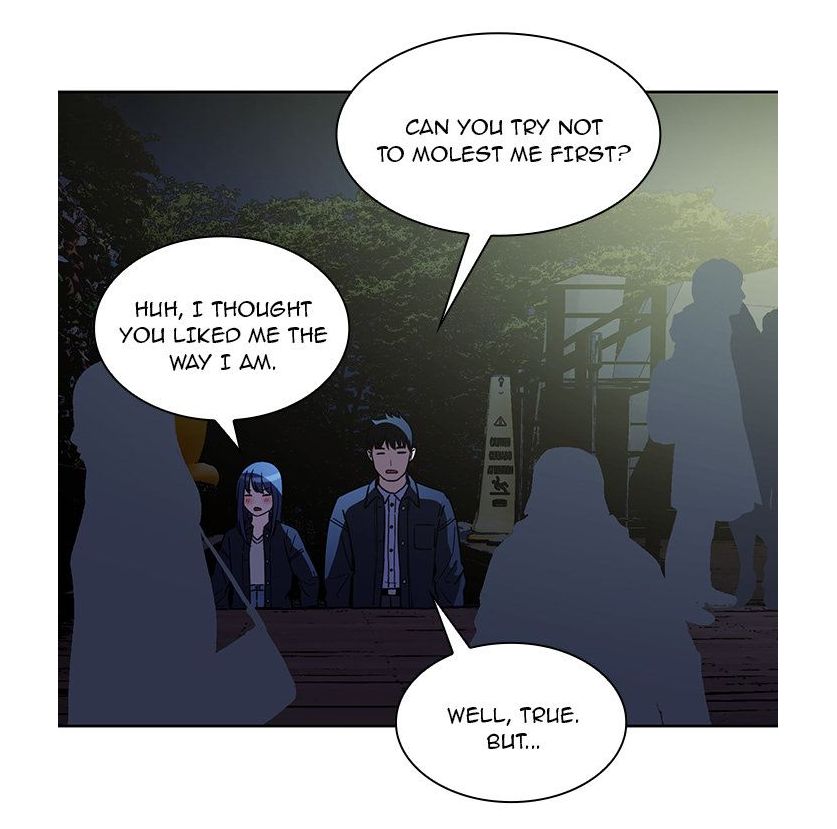 CAN YOU TRY NOT
TO MOLEST ME FIRST?
HUH, I THOUGHT
YOU LIKED ME THE
WAY I AM.
WELL, TRUE.
BUT...